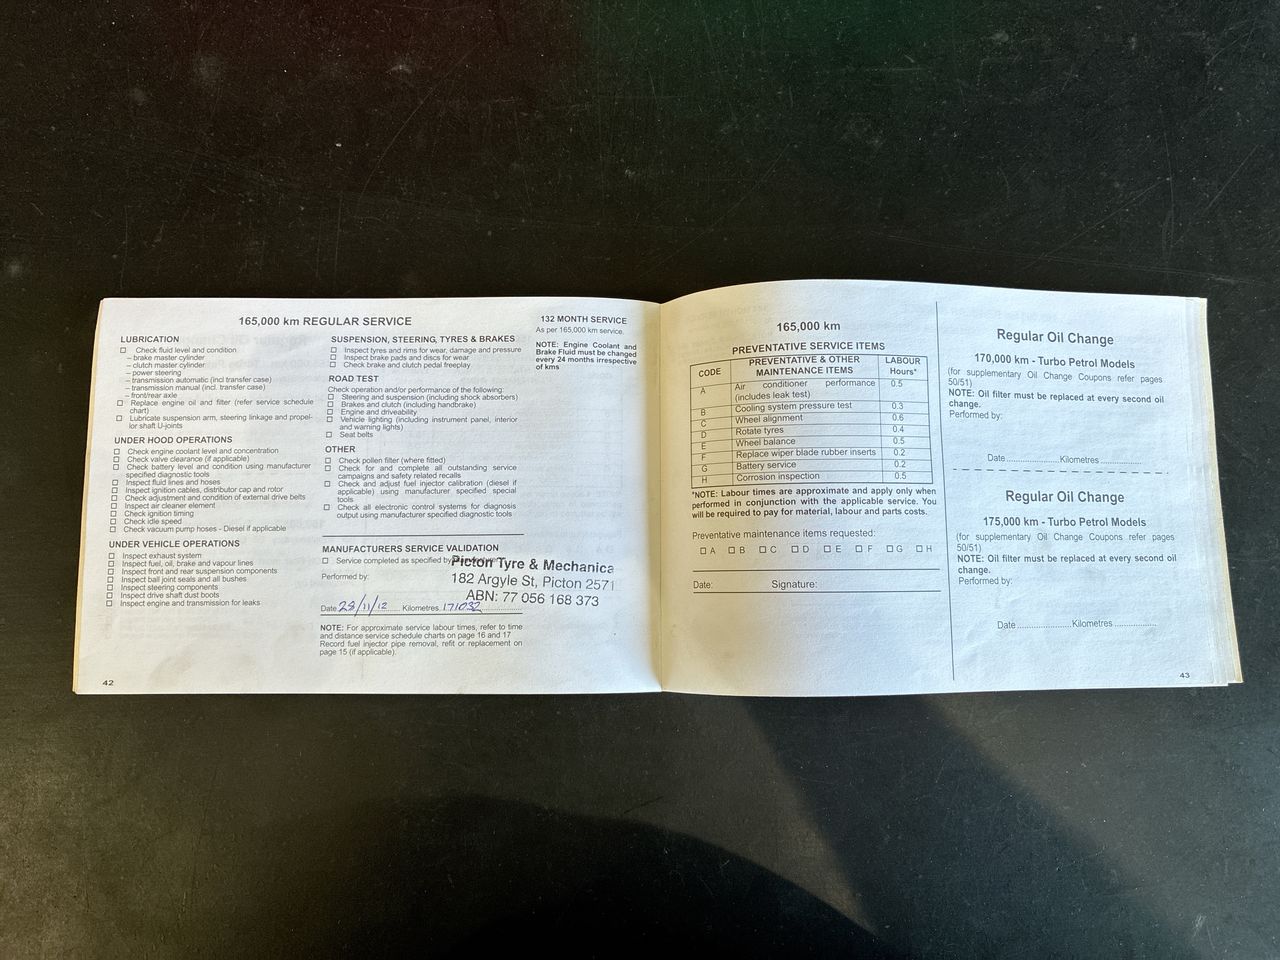 165,000 km REGULAR SERVICE
LUBRICATION
Check fluid level and condition
– brake master cylinder
– clutch master cylinder
– power steering
– transmission automatic (incl transfer case)
– transmission manual (incl. transfer case)
– front/rear axle
Replace engine oil and filter (refer service schedule
chart)
Lubricate suspension arm, steering linkage and propel-
lor shaft U-joints
UNDER HOOD OPERATIONS
Check engine coolant level and concentration
Check valve clearance (if applicable)
Check battery level and condition using manufacturer
specified diagnostic tools
Inspect fluid lines and hoses
Inspect ignition cables, distributor cap and rotor
Check adjustment and condition of external drive belts
Inspect air cleaner element
Check ignition timing
Check idle speed
Check vacuum pump hoses - Diesel if applicable
UNDER VEHICLE OPERATIONS
Inspect exhaust system
Inspect fuel, oil, brake and vapour lines
Inspect front and rear suspension components
Inspect ball joint seals and all bushes
Inspect steering components
Inspect drive shaft dust boots
Inspect engine and transmission for leaks
42
SUSPENSION, STEERING, TYRES & BRAKES
Inspect tyres and rims for wear, damage and pressure
Inspect brake pads and discs for wear
Check brake and clutch pedal freeplay
ROAD TEST
Check operation and/or performance of the following:
Steering and suspension (including shock absorbers)
Brakes and clutch (including handbrake)
Engine and driveability
Vehicle lighting (including instrument panel, interior
and warning lights)
Seat belts
OTHER
Check pollen filter (where fitted)
Check for and complete all outstanding service
campaigns and safety related recalls
Check and adjust fuel injector calibration (diesel if
applicable) using manufacturer specified special
tools
Check all electronic control systems for diagnosis
output using manufacturer specified diagnostic tools
MANUFACTURERS SERVICE VALIDATION
Service completed as specified by
Picton Tyre & Mechanica
Performed by:
182 Argyle St, Picton 2571
ABN: 77 056 168 373
Date 28/11/12 Kilometres 171032
NOTE: For approximate service labour times, refer to time
and distance service schedule charts on page 16 and 17
Record fuel injector pipe removal, refit or replacement on
page 15 (if applicable).
132 MONTH SERVICE
As per 165,000 km service.
NOTE: Engine Coolant and
Brake Fluid must be changed
every 24 months irrespective
of kms
165,000 km
PREVENTATIVE SERVICE ITEMS
CODE PREVENTATIVE & OTHER MAINTENANCE ITEMS LABOUR Hours*
A Air conditioner performance (includes leak test) 0.5
B Cooling system pressure test 0.3
C Wheel alignment 0.6
D Rotate tyres 0.4
E Wheel balance 0.5
F Replace wiper blade rubber inserts 0.2
G Battery service 0.2
H Corrosion inspection 0.5
*NOTE: Labour times are approximate and apply only when
performed in conjunction with the applicable service. You
will be required to pay for material, labour and parts costs.
Preventative maintenance items requested:
A B C D E F G H
Date: Signature:
Regular Oil Change
170,000 km - Turbo Petrol Models
(for supplementary Oil Change Coupons refer pages
50/51)
NOTE: Oil filter must be replaced at every second oil
change.
Performed by:
Date Kilometres
Regular Oil Change
175,000 km - Turbo Petrol Models
(for supplementary Oil Change Coupons refer pages
50/51)
NOTE: Oil filter must be replaced at every second oil
change.
Performed by:
Date Kilometres
43